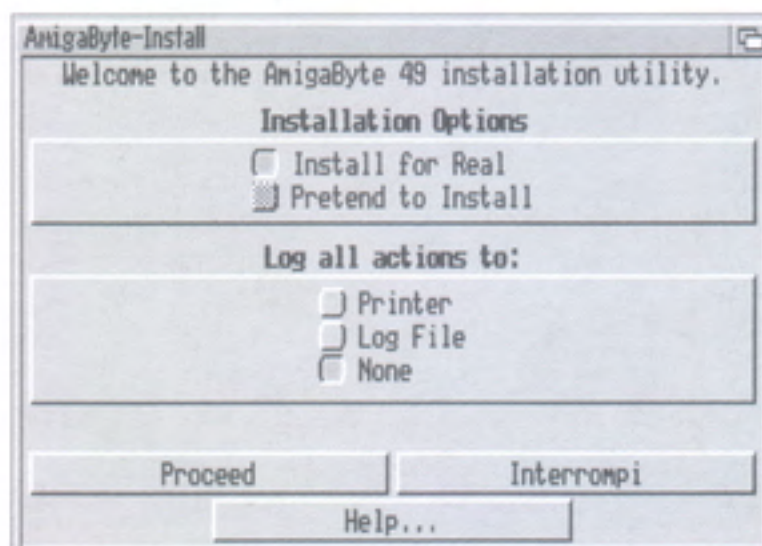 AmigaByte-Install
Welcome to the AmigaByte 49 installation utility.
Installation Options
Install for Real
Pretend to Install
Log all actions to:
Printer
Log File
None
Proceed
Interrompi
Help...